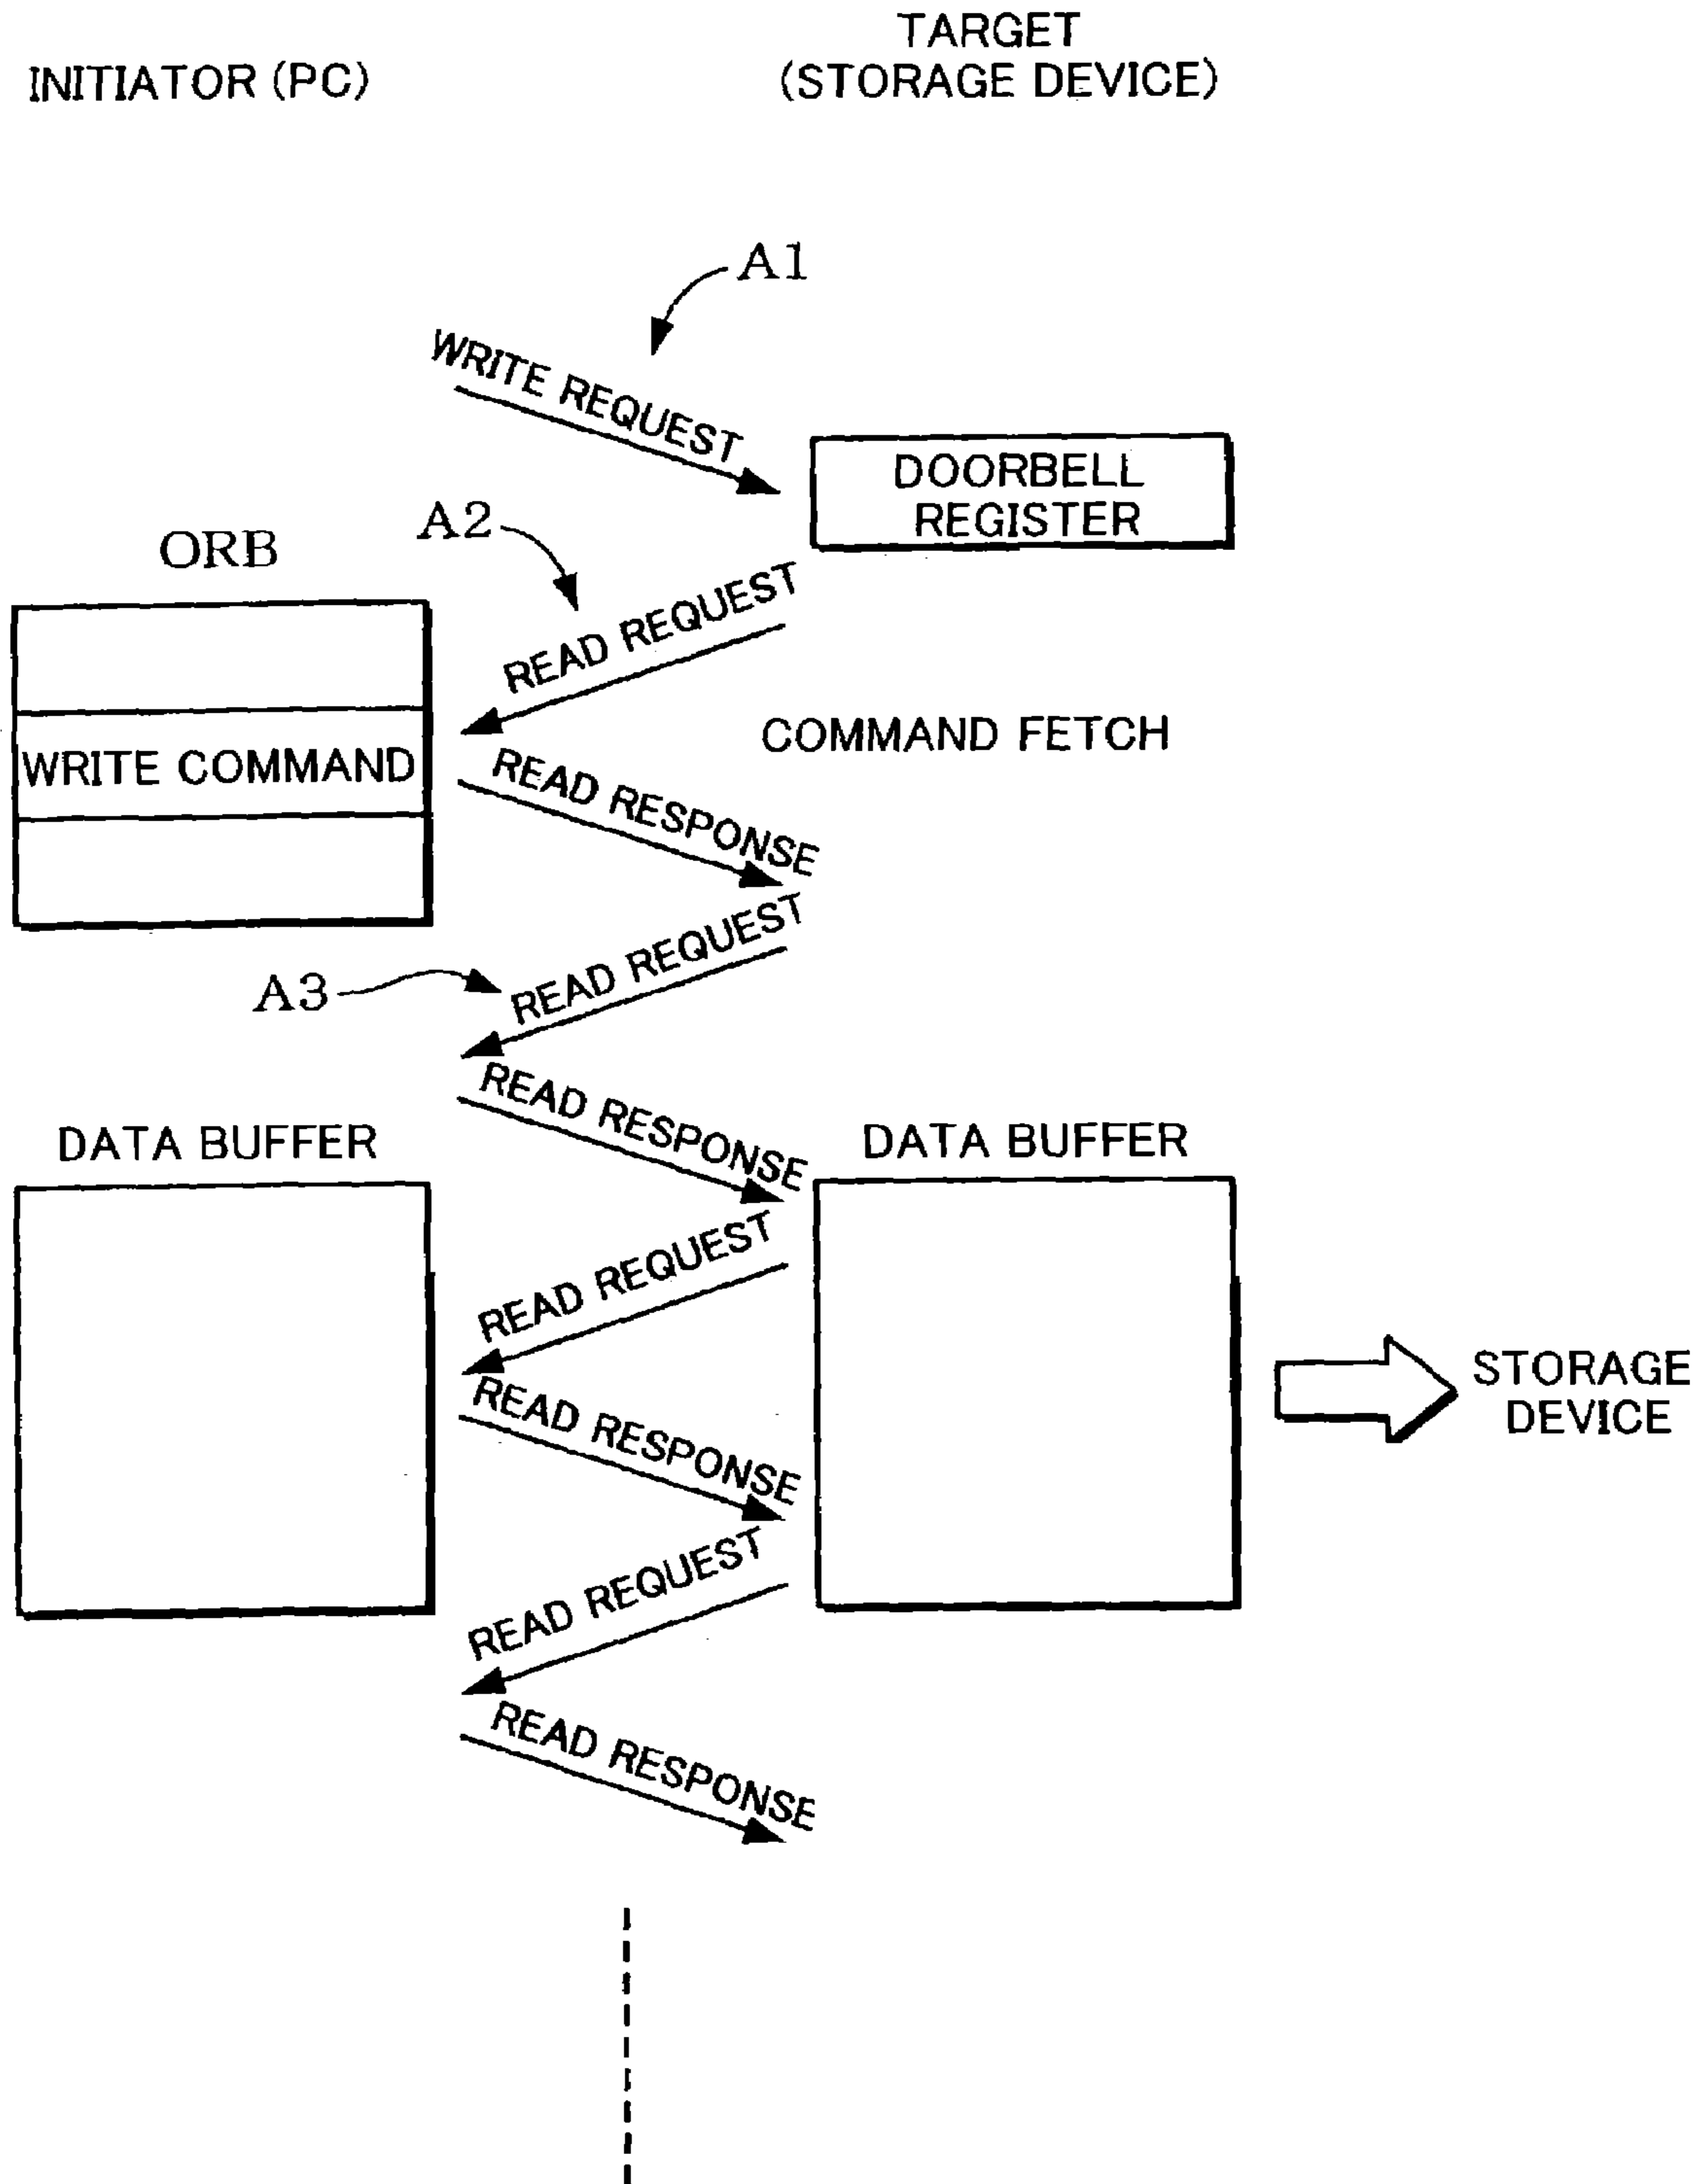 TARGET
INITIATOR (PC)
(STORAGE DEVICE)
A1
WRITE REQUEST
DOORBELL
REGISTER
A2
ORB
READ REQUEST
COMMAND FETCH
WRITE COMMAND
READ RESPONSE
READ REQUEST
A3
READ RESPONSE
DATA BUFFER
DATA BUFFER
READ REQUEST
STORAGE
DEVICE
READ RESPONSE
READ REQUEST
READ RESPONSE